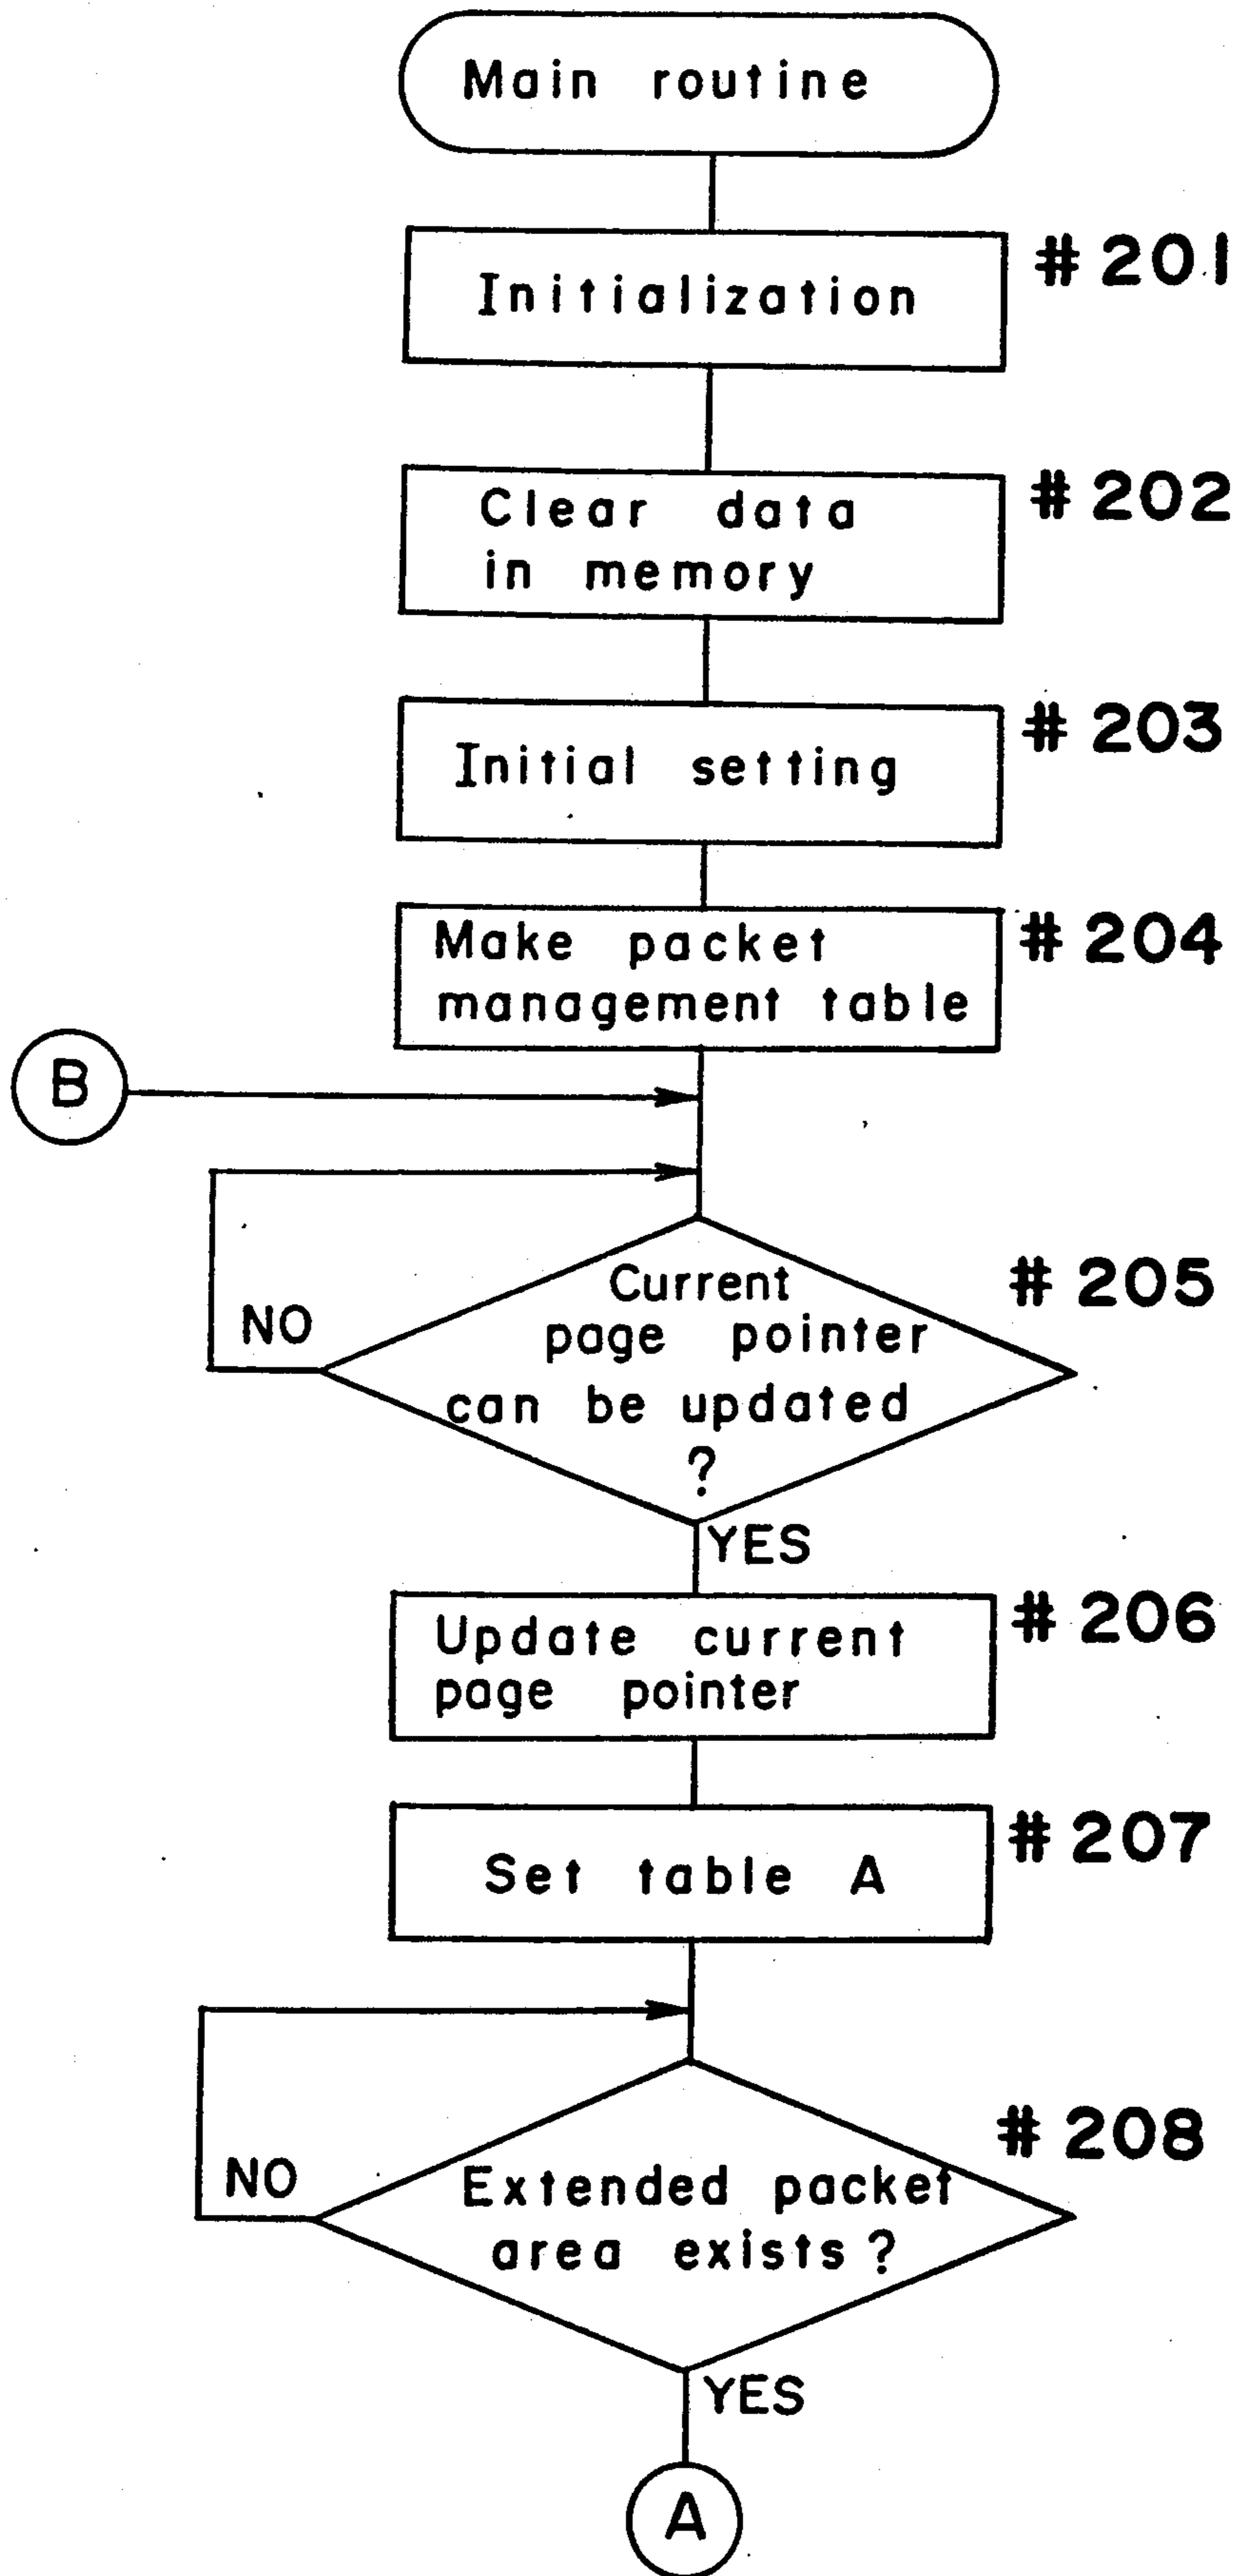 Main routine
Initialization
# 201
Clear data
in memory
# 202
Initial setting
# 203
Make packet
management table
# 204
B
Current
page pointer
can be updated
?
# 205
NO
YES
Update current
page pointer
# 206
Set table A
# 207
Extended packet
area exists ?
# 208
NO
YES
A